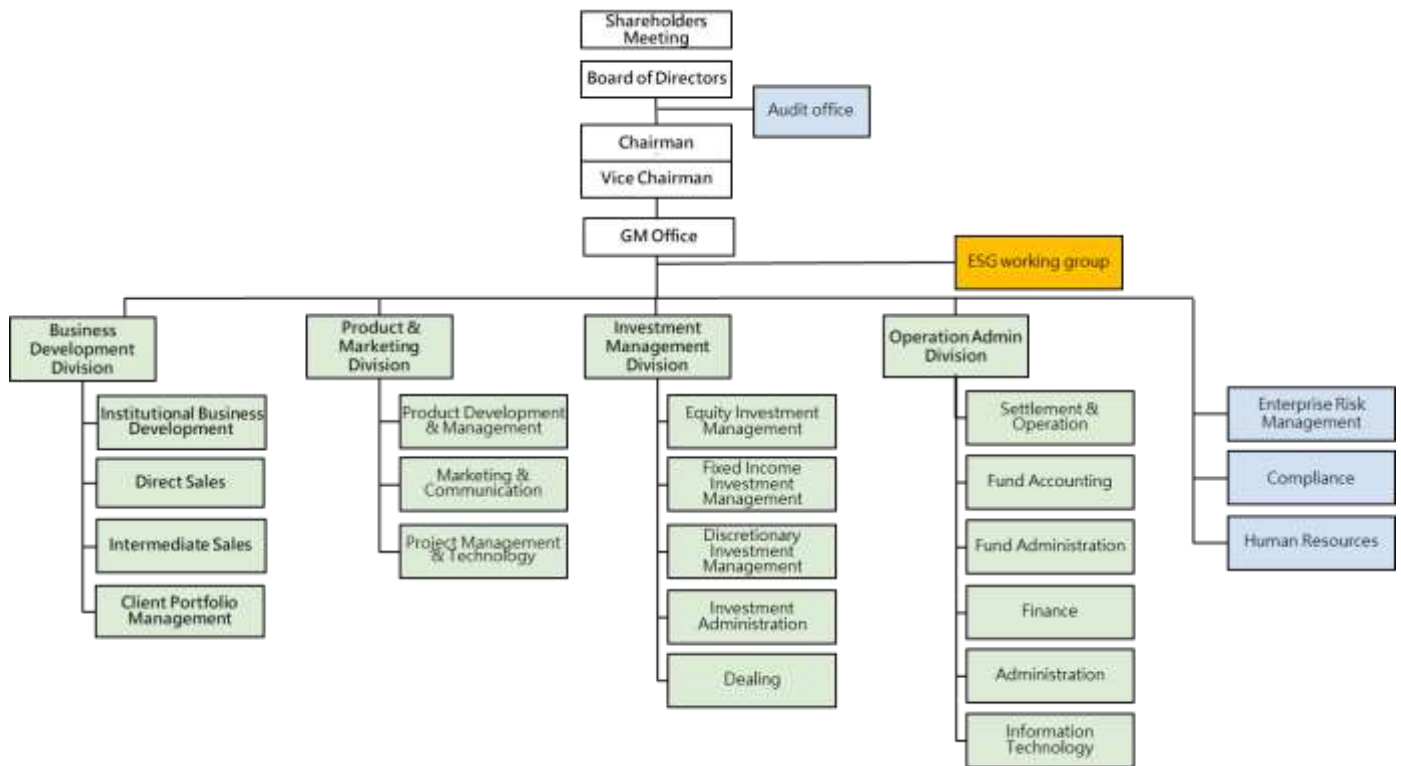 Shareholders
Meeting
Board of Directors
Audit office
Chairman
Vice Chairman
GM Office
ESG working group
Business
Development
Division
Institutional Business
Development
Direct Sales
Intermediate Sales
Client Portfolio
Management
Product &
Marketing
Division
Product Development
& Management
Marketing &
Communication
Project Management
& Technology
Investment
Management
Division
Equity Investment
Management
Fixed Income
Investment
Management
Discretionary
Investment
Management
Investment
Administration
Dealing
Operation Admin
Division
Settlement &
Operation
Fund Accounting
Fund Administration
Finance
Administration
Information
Technology
Enterprise Risk
Management
Compliance
Human Resources